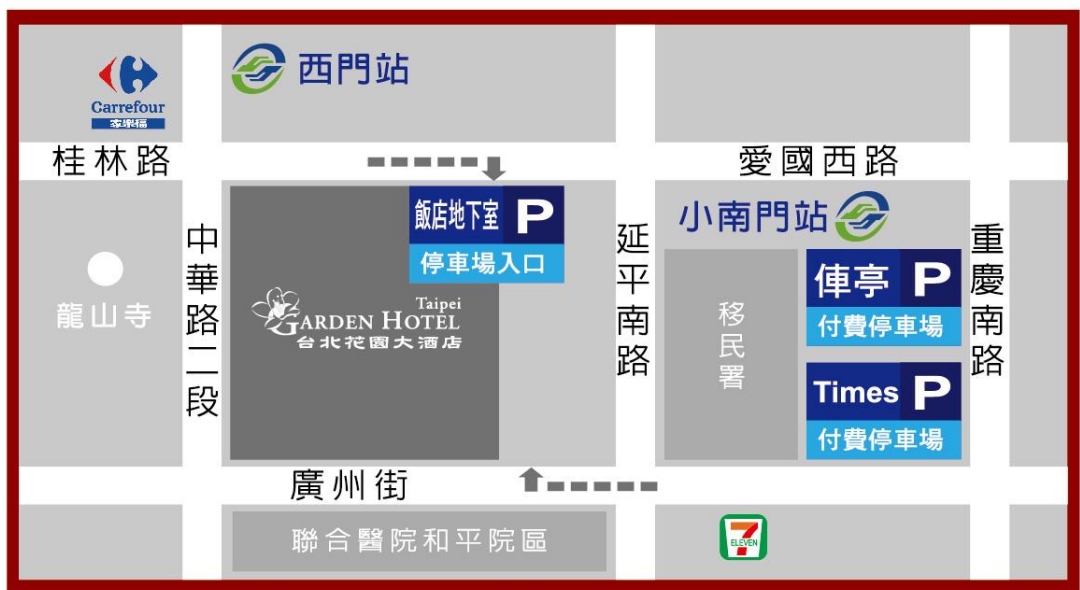 Carrefour
家樂福
西門站
桂林路
愛國西路
飯店地下室 P
停車場入口
小南門站
中華路二段
延平南路
重慶南路
龍山寺
Taipei
GARDEN HOTEL
台北花園大酒店
移民署
俥亭 P
付費停車場
Times P
付費停車場
廣州街
聯合醫院和平院區
7
ELEVEN